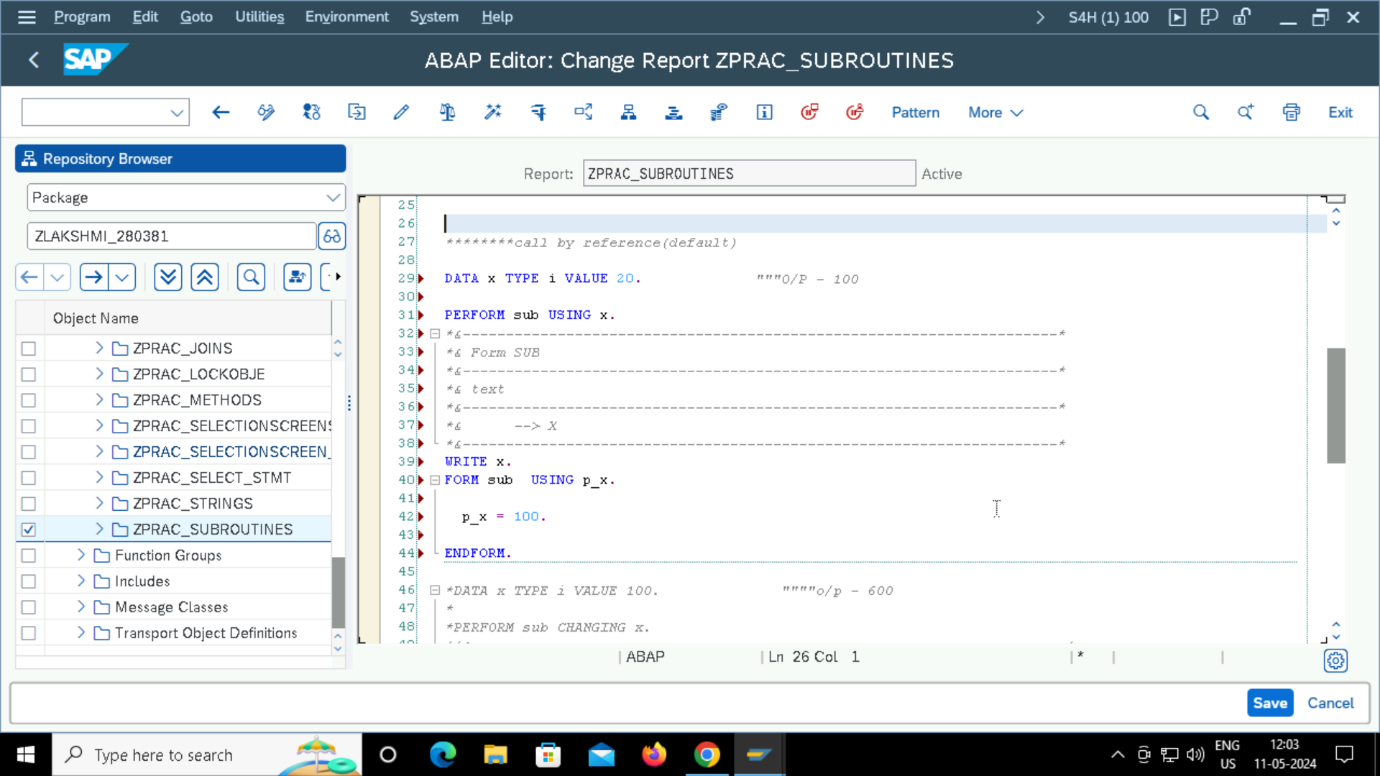 Program Edit Goto Utilities Environment System Help S4H (1) 100
SAP ABAP Editor: Change Report ZPRAC_SUBROUTINES
Pattern More Exit
Repository Browser
Report: ZPRAC_SUBROUTINES Active
Package
ZLAKSHMI_280381
Object Name
ZPRAC_JOINS
ZPRAC_LOCKOBJE
ZPRAC_METHODS
ZPRAC_SELECTIONSCREENS
ZPRAC_SELECTIONSCREEN_
ZPRAC_SELECT_STMT
ZPRAC_STRINGS
ZPRAC_SUBROUTINES
Function Groups
Includes
Message Classes
Transport Object Definitions
25
26
27 ********call by reference(default)
28
29 DATA x TYPE i VALUE 20. """O/P - 100
30
31 PERFORM sub USING x.
32 *&---------------------------------------------------------------------*
33 *& Form SUB
34 *&---------------------------------------------------------------------*
35 *& text
36 *&---------------------------------------------------------------------*
37 *& --> X
38 *&---------------------------------------------------------------------*
39 WRITE x.
40 FORM sub USING p_x.
41
42 p_x = 100.
43
44 ENDFORM.
45
46 *DATA x TYPE i VALUE 100. """"o/p - 600
47 *
48 *PERFORM sub CHANGING x.
ABAP Ln 26 Col 1 *
Save Cancel
Type here to search
ENG
US
12:03
11-05-2024